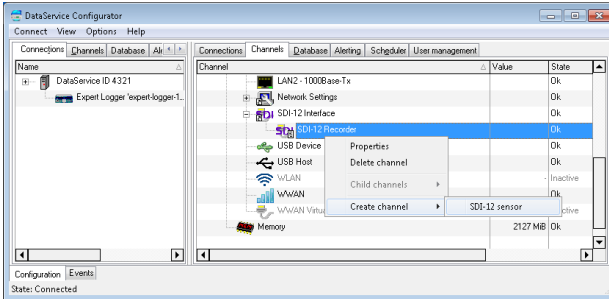 DataService Configurator
Connect View Options Help
Connections Channels Database
Name
DataService ID 4321
Expert Logger 'expert-logger-1..
Connections Channels Database Alerting Scheduler User management
Channel Value State
LAN2 - 1000Base-Tx Ok
Network Settings Ok
SDI-12 Interface Ok
SDI-12 Recorder Ok
USB Device Ok
USB Host Ok
WLAN - Inactive
WWAN Ok
WWAN
Memory 2127 MiB Ok
Properties
Delete channel
Child channels
Create channel
SDI-12 sensor
Configuration Events
State: Connected